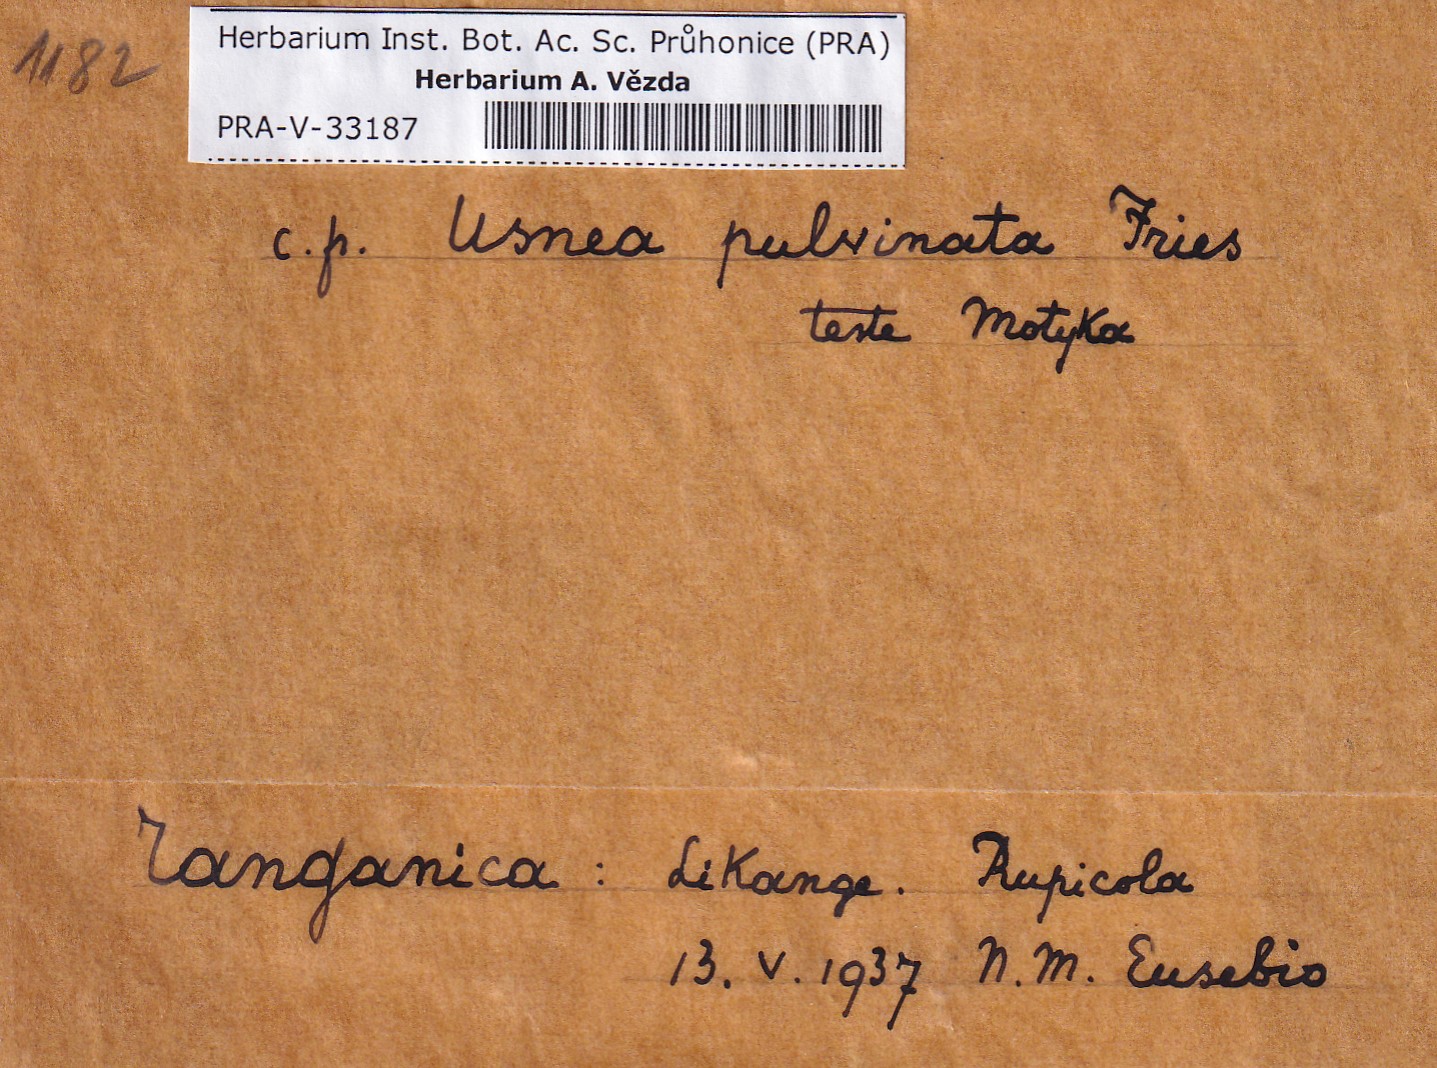 1182
Herbarium Inst. Bot. Ac. Sc. Průhonice (PRA)
Herbarium A. Vězda
PRA-V-33187
c.p. Usnea pulvinata Fries
teste Motyka
Tanganica : Likange. Rupicola
13. V. 1937 N. M. Eusebio